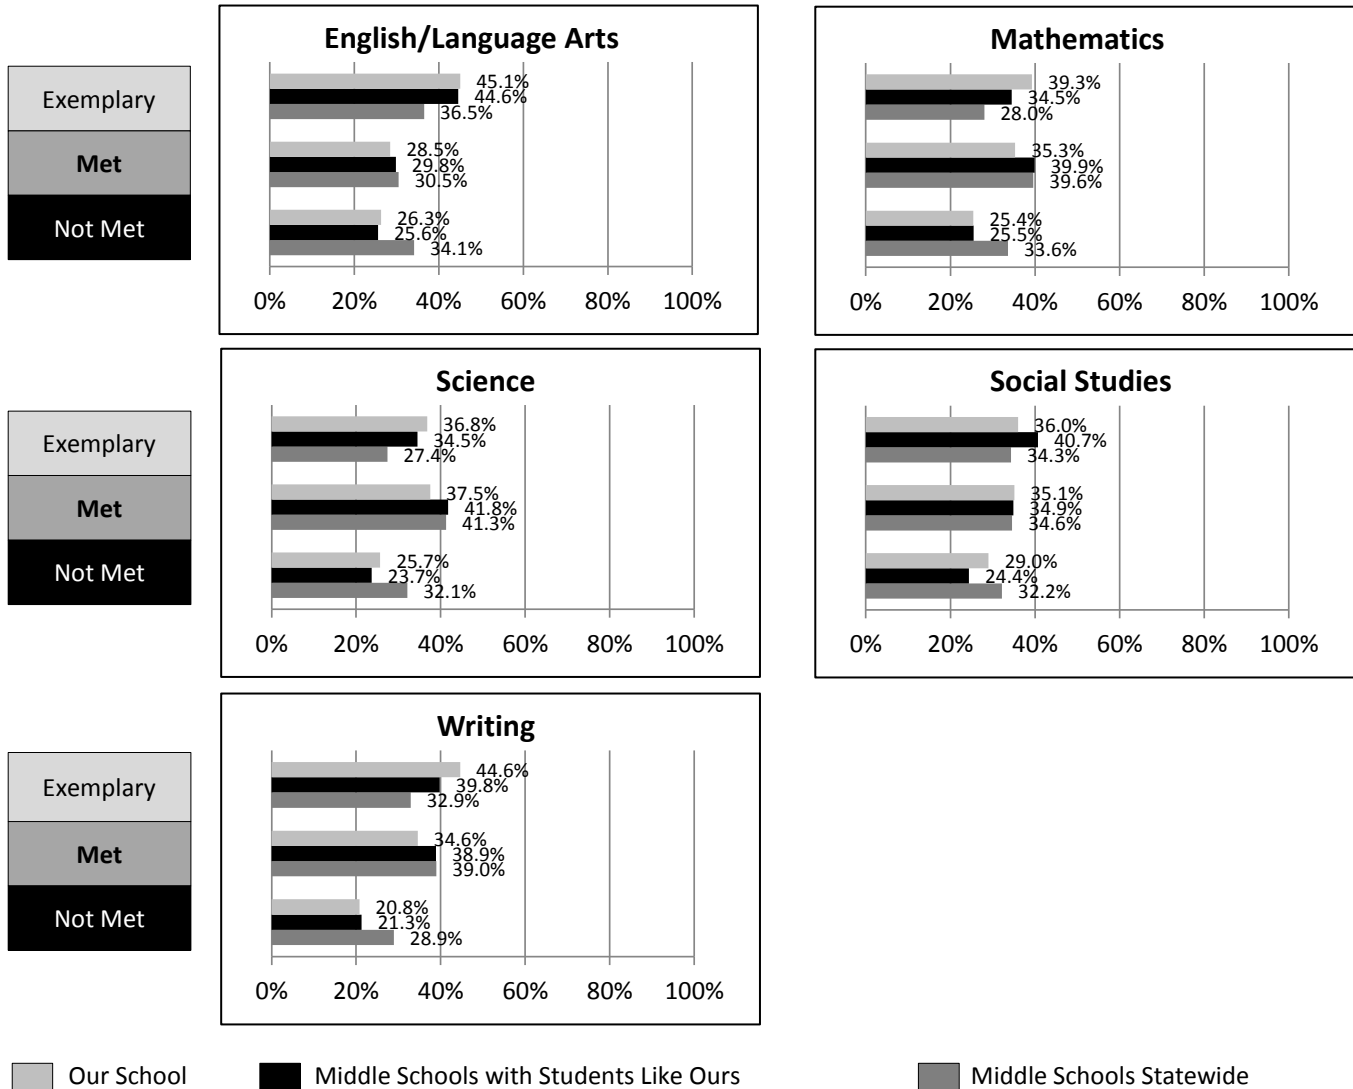 English/Language Arts
Exemplary
Met
Not Met
45.1%
44.6%
36.5%
28.5%
29.8%
30.5%
26.3%
25.6%
34.1%
0% 20% 40% 60% 80% 100%
Mathematics
39.3%
34.5%
28.0%
35.3%
39.9%
39.6%
25.4%
25.5%
33.6%
0% 20% 40% 60% 80% 100%
Science
Exemplary
Met
Not Met
36.8%
34.5%
27.4%
37.5%
41.8%
41.3%
25.7%
23.7%
32.1%
0% 20% 40% 60% 80% 100%
Social Studies
36.0%
40.7%
34.3%
35.1%
34.9%
34.6%
29.0%
24.4%
32.2%
0% 20% 40% 60% 80% 100%
Writing
Exemplary
Met
Not Met
44.6%
39.8%
32.9%
34.6%
38.9%
39.0%
20.8%
21.3%
28.9%
0% 20% 40% 60% 80% 100%
Our School Middle Schools with Students Like Ours Middle Schools Statewide